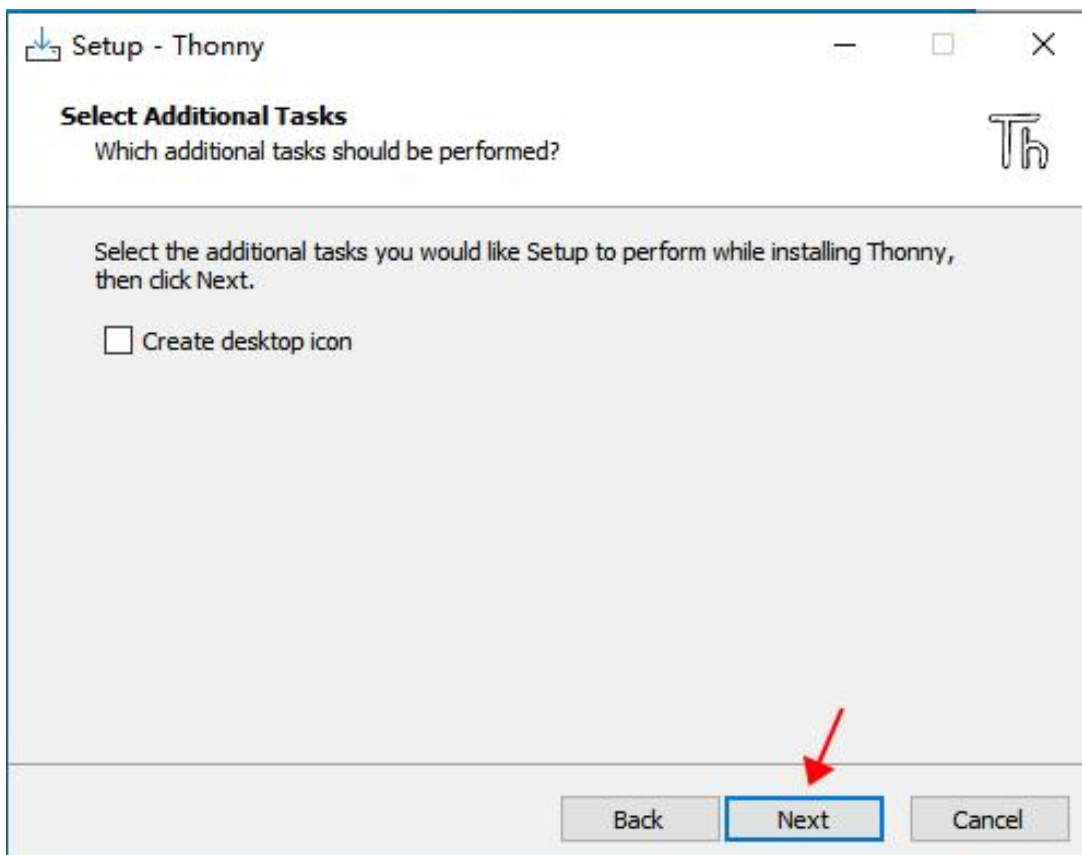 Setup - Thonny
Select Additional Tasks
Which additional tasks should be performed?
Th
Select the additional tasks you would like Setup to perform while installing Thonny,
then click Next.
Create desktop icon
Back Next Cancel